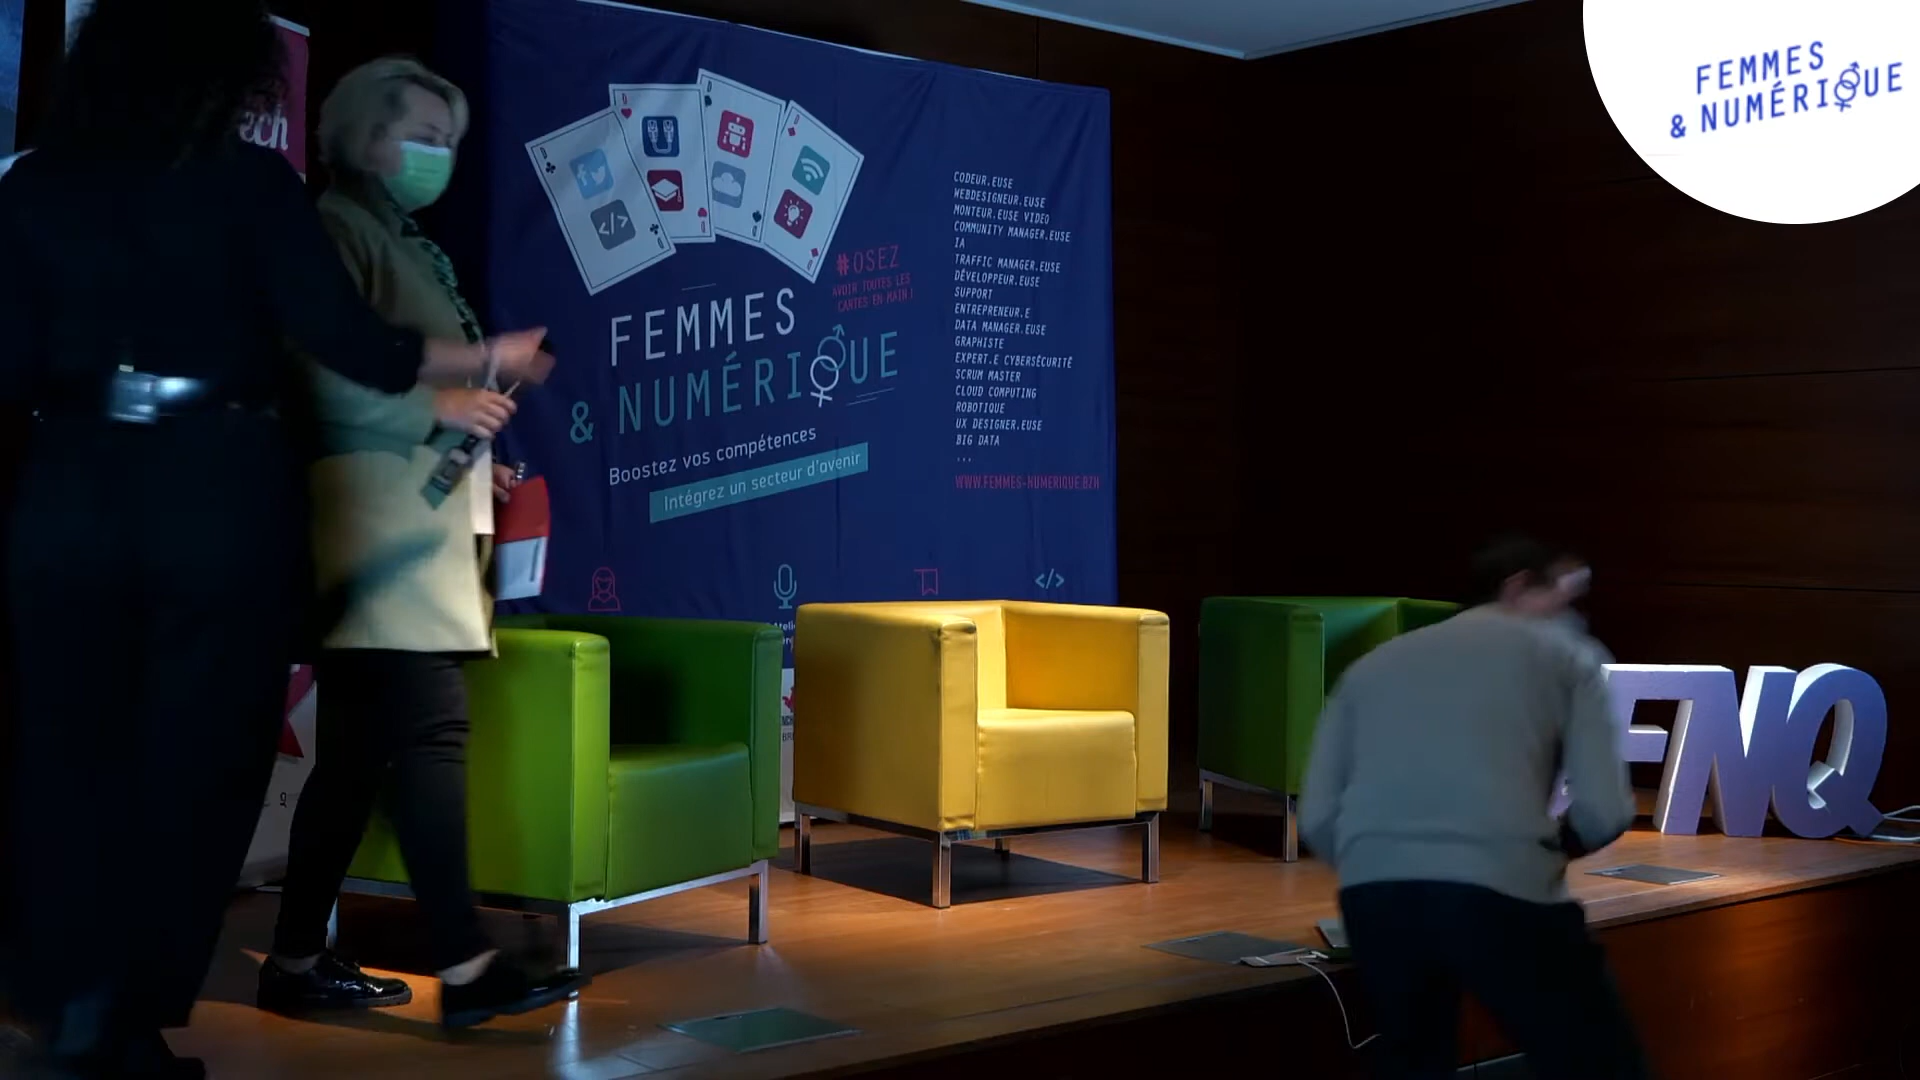 ech
#OSEZ
AVOIR TOUTES LES
CARTES EN MAIN !
FEMMES
& NUMÉRIQUE
Boostez vos compétences
Intégrez un secteur d'avenir
CODEUR.EUSE
WEBDESIGNEUR.EUSE
MONTEUR.EUSE VIDEO
COMMUNITY MANAGER.EUSE
IA
TRAFFIC MANAGER.EUSE
DÉVELOPPEUR.EUSE
SUPPORT
ENTREPRENEUR.E
DATA MANAGER.EUSE
GRAPHISTE
EXPERT.E CYBERSÉCURITÉ
SCRUM MASTER
CLOUD COMPUTING
ROBOTIQUE
UX DESIGNER.EUSE
BIG DATA
...
WWW.FEMMES-NUMERIQUE.BZH
</>
</>
FNQ
FEMMES
& NUMÉRIQUE